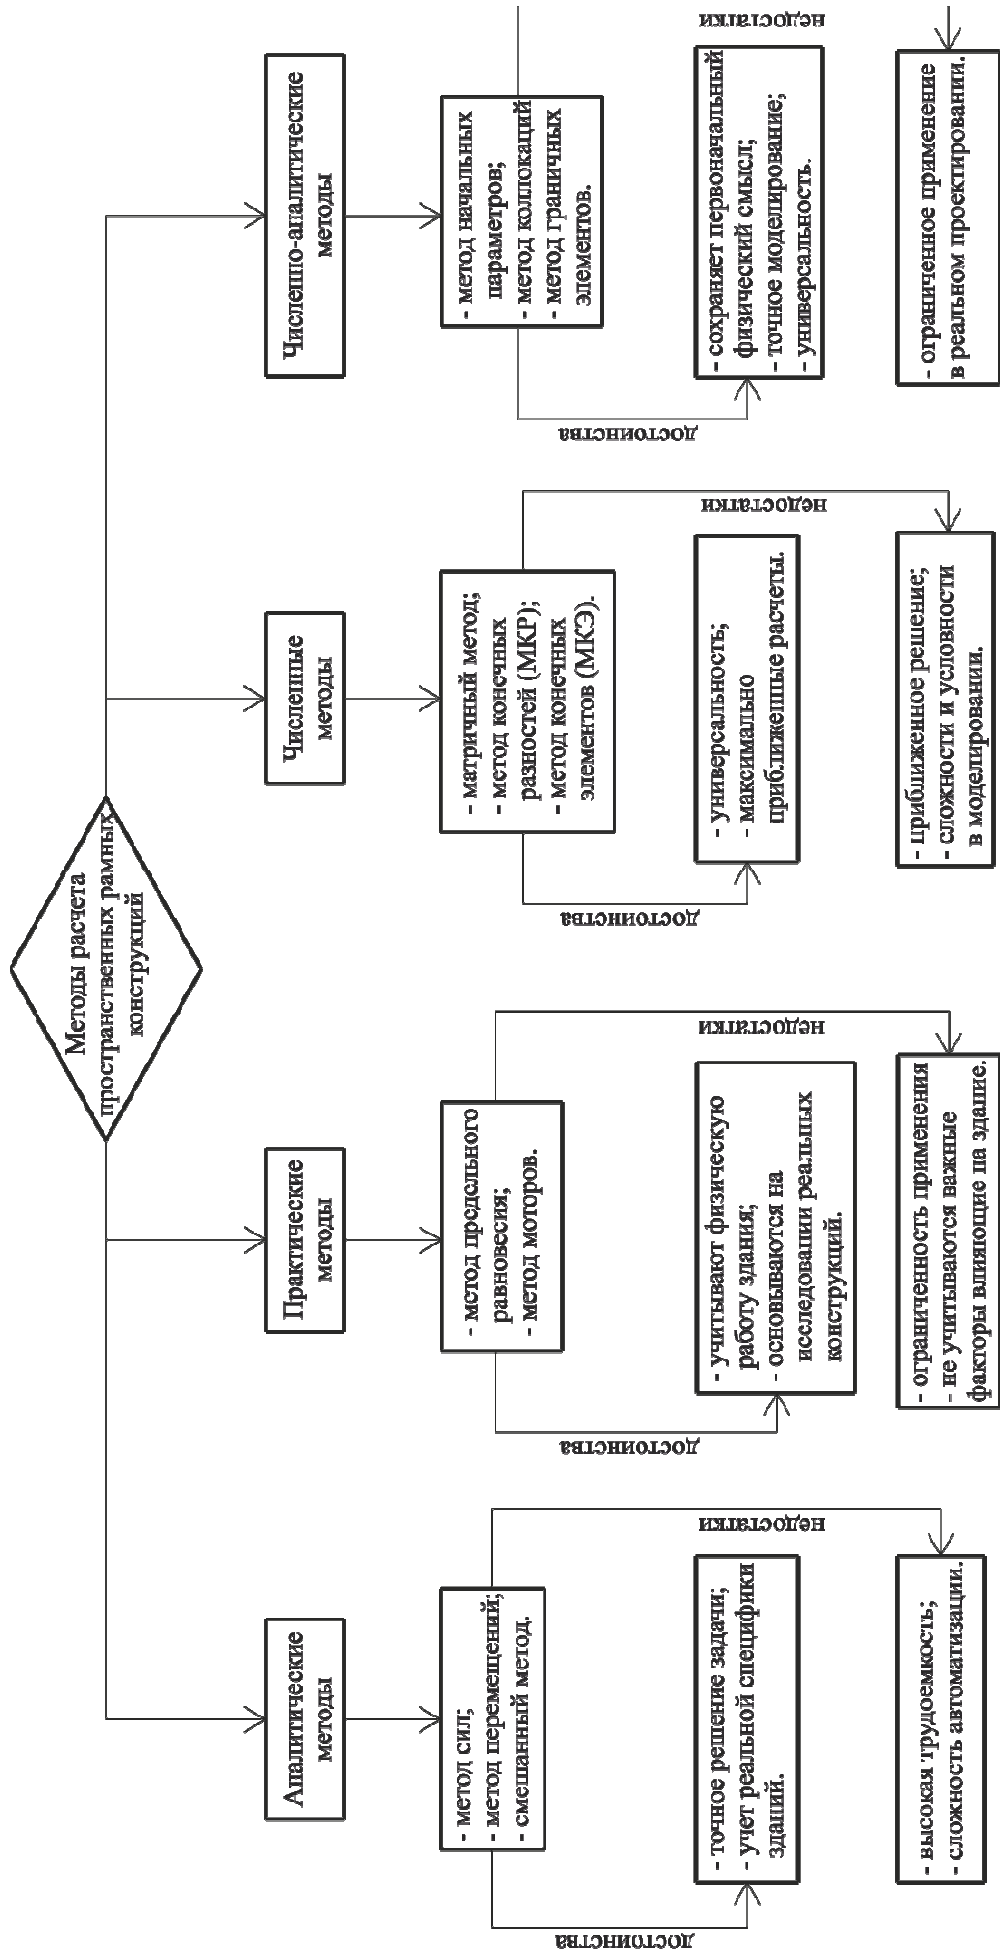 Методы расчета
пространственных рамных
конструкций
Аналитические
методы
- метод сил;
- метод перемещений;
- смешанный метод.
достоинства
недостатки
- точное решение задачи;
- учет реальной специфики
зданий.
- высокая трудоемкость;
- сложность автоматизации.
Практические
методы
- метод предельного
равновесия;
- метод моторов.
достоинства
недостатки
- учитывают физическую
работу здания;
- основываются на
исследовании реальных
конструкций.
- ограниченность применения
- не учитываются важные
факторы влияющие на здание.
Численные
методы
- матричный метод;
- метод конечных
разностей (МКР);
- метод конечных
элементов (МКЭ).
достоинства
недостатки
- универсальность;
- максимально
приближенные расчеты.
- приближенное решение;
- сложности и условности
в моделировании.
Численно-аналитические
методы
- метод начальных
параметров;
- метод коллокаций
- метод граничных
элементов.
достоинства
недостатки
- сохраняет первоначальный
физический смысл;
- точное моделирование;
- универсальность.
- ограниченное применение
в реальном проектировании.